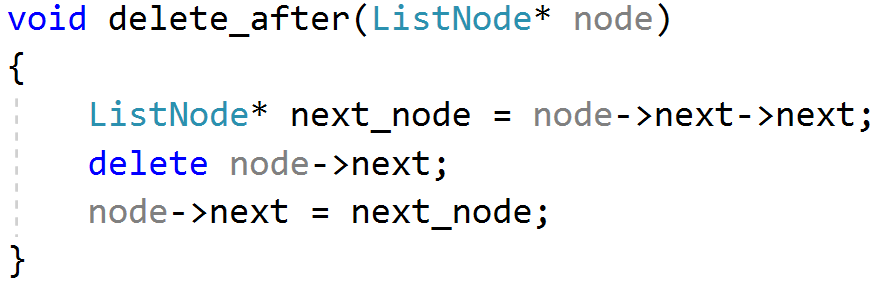 void delete_after(ListNode* node)
{
    ListNode* next_node = node->next->next;
    delete node->next;
    node->next = next_node;
}